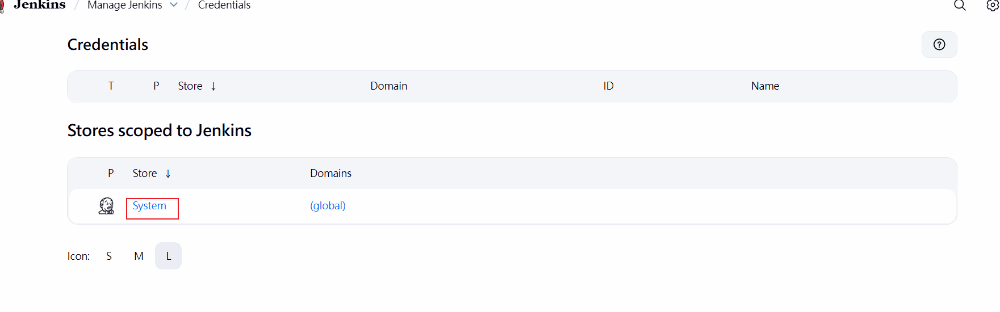 Jenkins / Manage Jenkins / Credentials
Credentials
T P Store ↓ Domain ID Name
Stores scoped to Jenkins
P Store ↓ Domains
System (global)
Icon: S M L